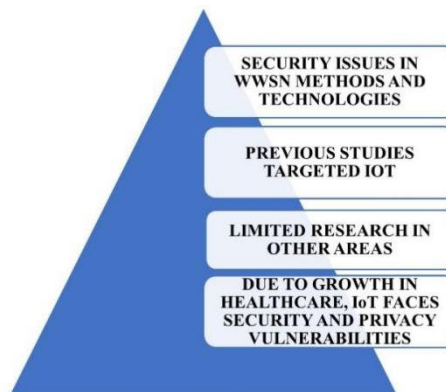 SECURITY ISSUES IN
WWSN METHODS AND
TECHNOLOGIES
PREVIOUS STUDIES
TARGETED IOT
LIMITED RESEARCH IN
OTHER AREAS
DUE TO GROWTH IN
HEALTHCARE, IoT FACES
SECURITY AND PRIVACY
VULNERABILITIES